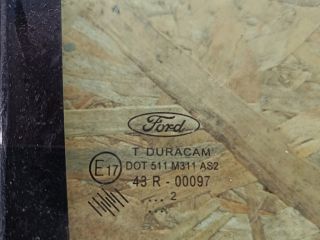 Ford
T DURACAM
DOT 511 M311 AS2
E17
43 R - 00097
... 2
...